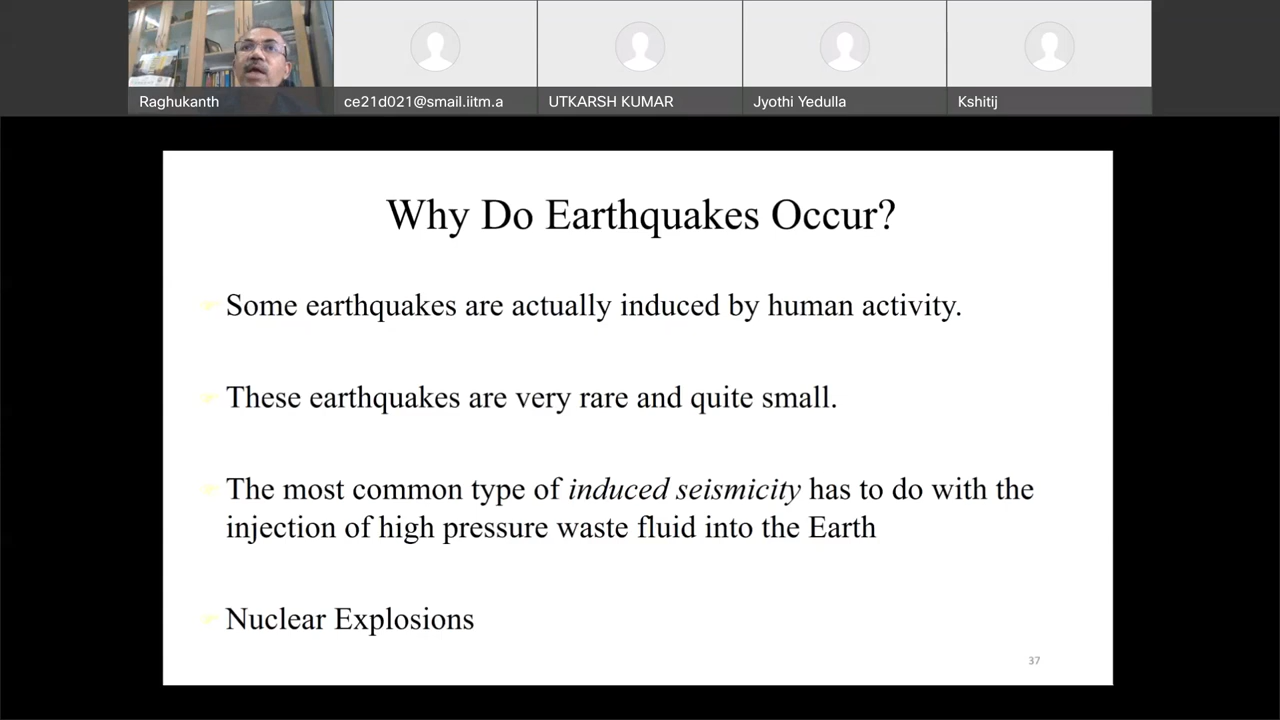 Raghukanth
ce21d021@smail.iitm.a
UTKARSH KUMAR
Jyothi Yedulla
Kshitij
Why Do Earthquakes Occur?
Some earthquakes are actually induced by human activity.
These earthquakes are very rare and quite small.
The most common type of induced seismicity has to do with the
injection of high pressure waste fluid into the Earth
Nuclear Explosions
37